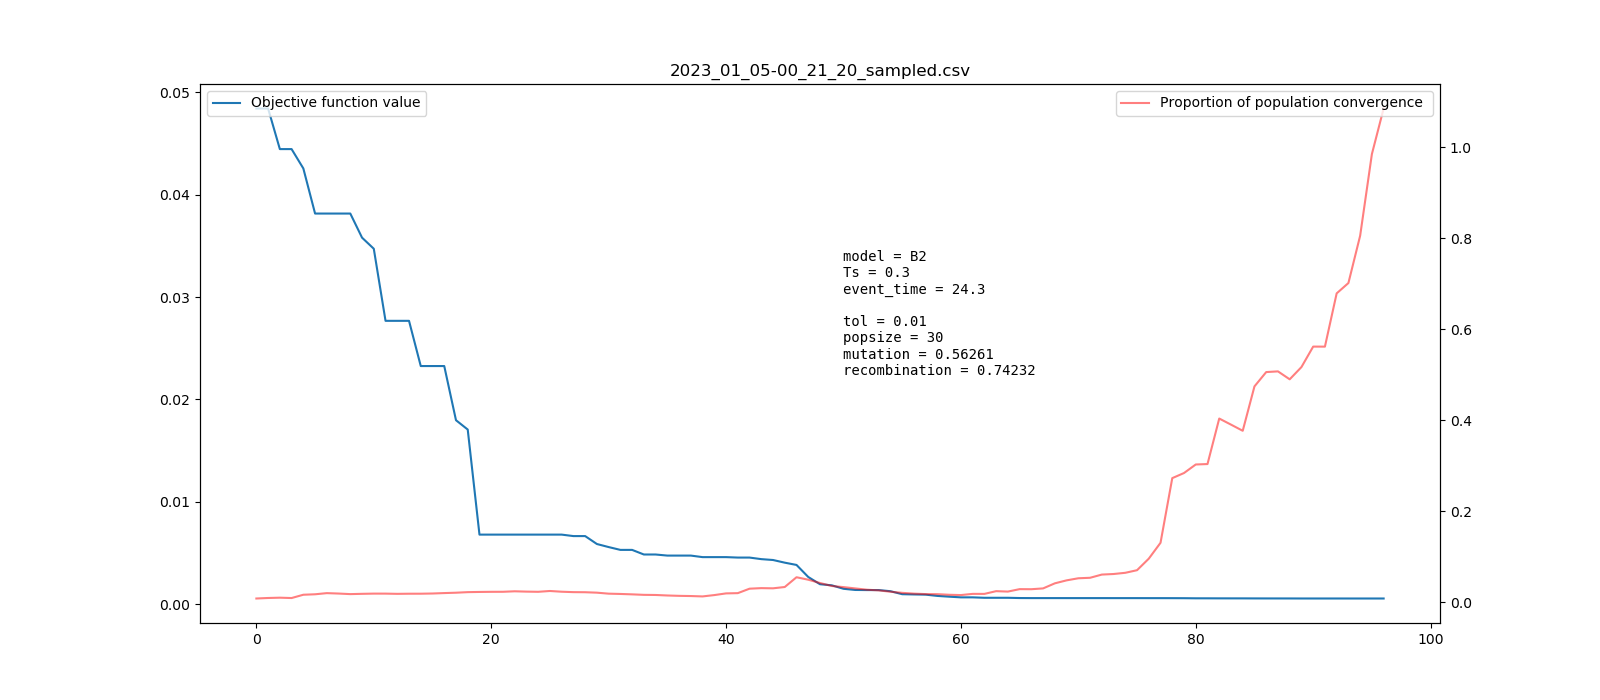 2023_01_05-00_21_20_sampled.csv
Objective function value
Proportion of population convergence
0.05
0.04
0.03
0.02
0.01
0.00
1.0
0.8
0.6
0.4
0.2
0.0
model = B2
Ts = 0.3
event_time = 24.3
tol = 0.01
popsize = 30
mutation = 0.56261
recombination = 0.74232
0 20 40 60 80 100